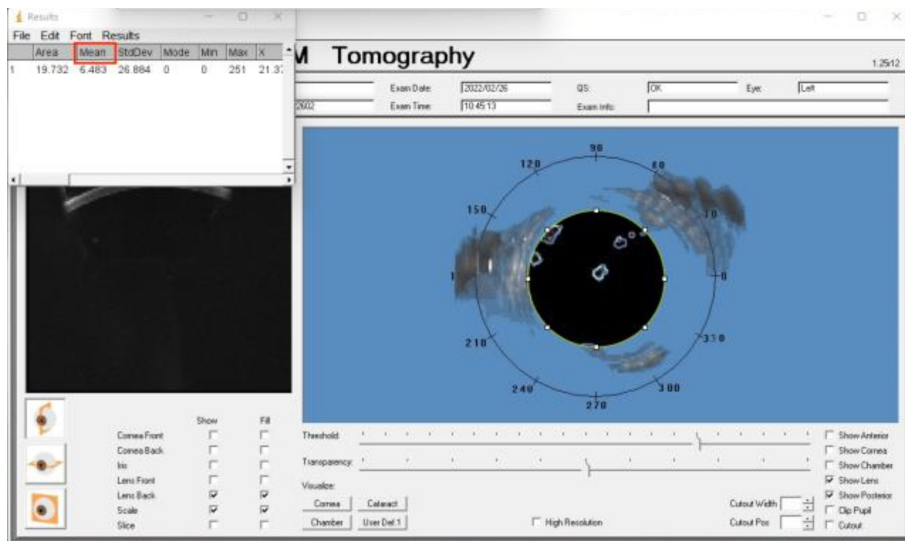 Results
File Edit Font Results
Area Mean StdDev Mode Min Max X
1 19.732 6.483 26.884 0 0 251 21.37
Tomography
1.25r12
Exam Date: 2022/02/26 QS: OK Eye: Left
2602 Exam Time: 10:45:13 Exam Info:
90
120 60
150
0
210
240 300
270
Show Fill
Cornea Front
Cornea Back
Iris
Lens Front
Lens Back
Scale
Slice
Threshold:
Transparency:
Visualize:
Cornea Cataract
Chamber User Def.1
High Resolution
Cutout Width
Cutout Pos
Show Anterior
Show Cornea
Show Chamber
Show Lens
Show Posterior
Clip Pupil
Cutout